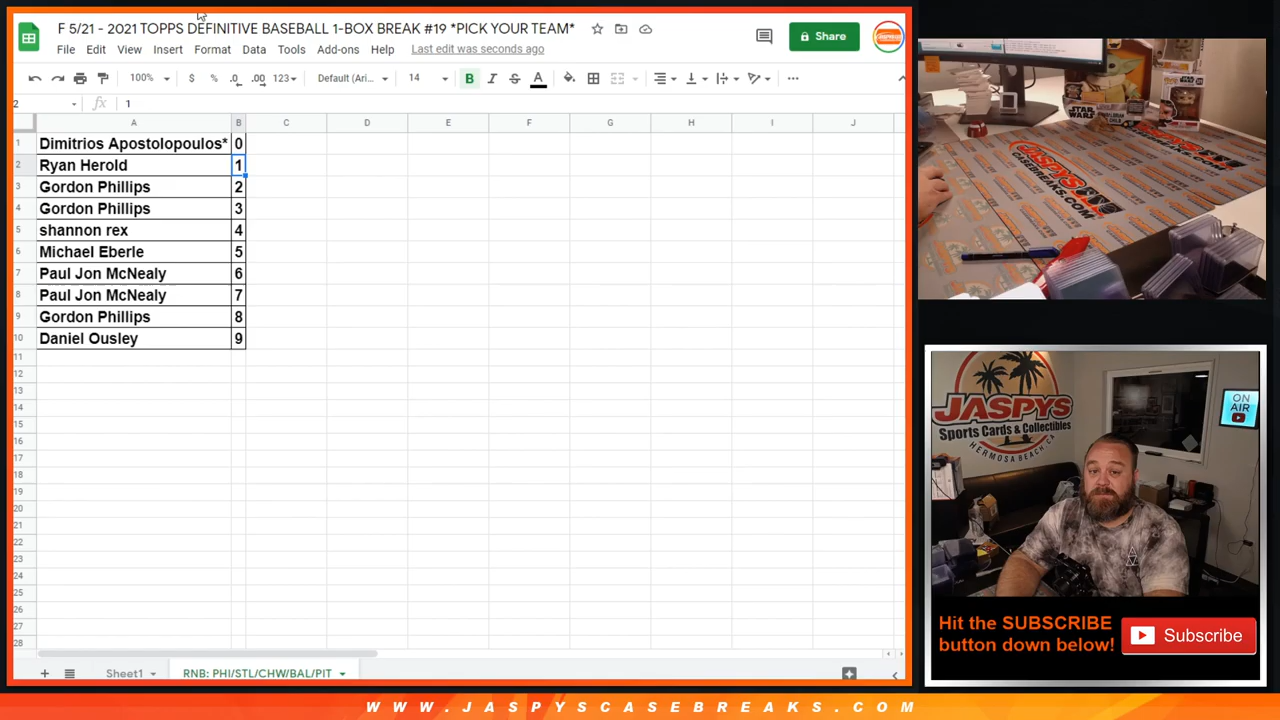 F 5/21 - 2021 TOPPS DEFINITIVE BASEBALL 1-BOX BREAK #19 *PICK YOUR TEAM*
Share
File Edit View Insert Format Data Tools Add-ons Help Last edit was seconds ago
100% $ % .0 .00 123 Default (Ari... 14 B I S A
2 fx 1
A B C D E F G H I J
1 Dimitrios Apostolopoulos* 0
2 Ryan Herold 1
3 Gordon Phillips 2
4 Gordon Phillips 3
5 shannon rex 4
6 Michael Eberle 5
7 Paul Jon McNealy 6
8 Paul Jon McNealy 7
9 Gordon Phillips 8
10 Daniel Ousley 9
11
12
13
14
15
16
17
18
19
20
21
22
23
24
25
26
27
28
Sheet1 RNB: PHI/STL/CHW/BAL/PIT
STAR WARS
JASPYS
CASEBREAKS.COM
JASPYS
Sports Cards & Collectibles
HERMOSA BEACH CA
ON AIR
Hit the SUBSCRIBE
button down below!
Subscribe
WWW.JASPYSCASEBREAKS.COM